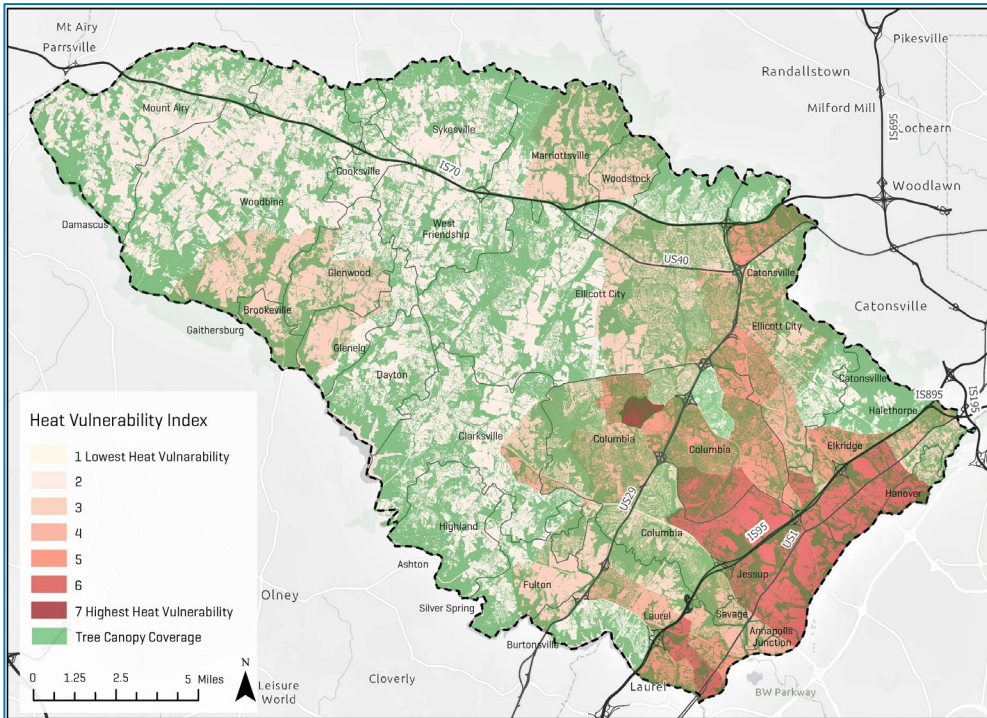 Mt Airy
Parrsville
Pikesville
Randallstown
Milford Mill
Lochearn
IS695
Mount Airy
Sykesville
IS70
Marriottsville
Cooksville
Woodstock
Woodlawn
Woodbine
Damascus
West
Friendship
US40
Catonsville
Glenwood
Ellicott City
Brookeville
Catonsville
Gaithersburg
Ellicott City
Glenelg
Dayton
Catonsville
IS895
IS195
Halethorpe
Heat Vulnerability Index
1 Lowest Heat Vulnarability
2
3
4
5
6
7 Highest Heat Vulnerability
Tree Canopy Coverage
0 1.25 2.5 5 Miles
N
Clarksville
Columbia
Columbia
Elkridge
Hanover
US29
Highland
Columbia
IS95
US1
Ashton
Jessup
Fulton
Olney
Silver Spring
Laurel
Savage
Annapolis
Junction
Burtonsville
Cloverly
Leisure
World
Laurel
BW Parkway